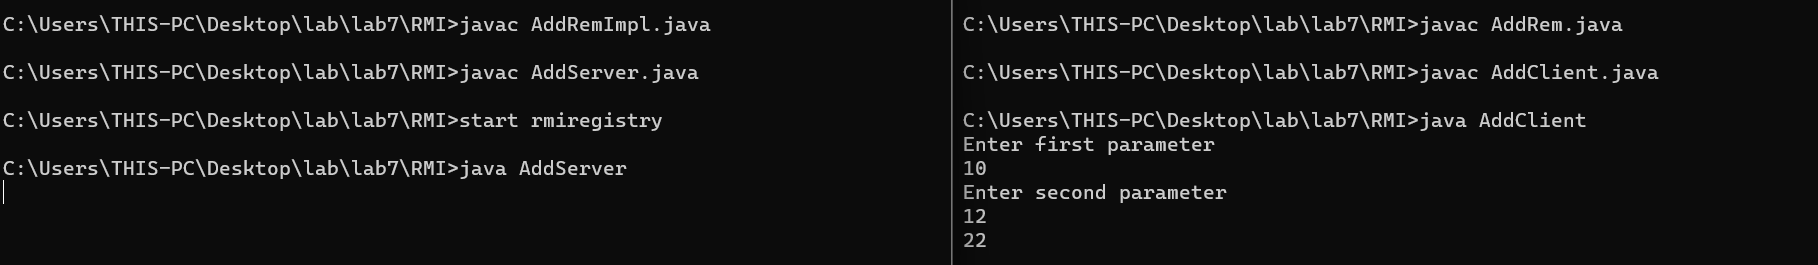 C:\Users\THIS-PC\Desktop\lab\lab7\RMI>javac AddRemImpl.java
C:\Users\THIS-PC\Desktop\lab\lab7\RMI>javac AddServer.java
C:\Users\THIS-PC\Desktop\lab\lab7\RMI>start rmiregistry
C:\Users\THIS-PC\Desktop\lab\lab7\RMI>java AddServer
C:\Users\THIS-PC\Desktop\lab\lab7\RMI>javac AddRem.java
C:\Users\THIS-PC\Desktop\lab\lab7\RMI>javac AddClient.java
C:\Users\THIS-PC\Desktop\lab\lab7\RMI>java AddClient
Enter first parameter
10
Enter second parameter
12
22